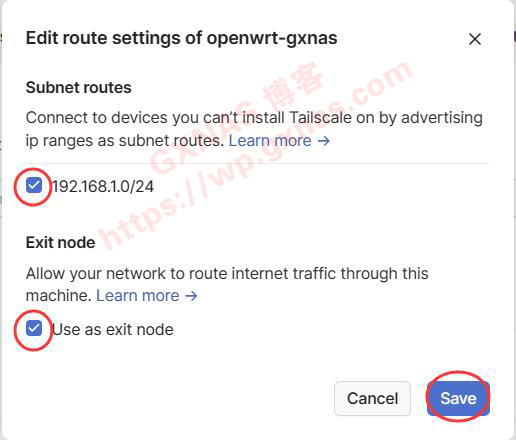 Edit route settings of openwrt-gxnas
Subnet routes
Connect to devices you can't install Tailscale on by advertising
ip ranges as subnet routes. Learn more →
192.168.1.0/24
Exit node
Allow your network to route internet traffic through this
machine. Learn more →
Use as exit node
Cancel
Save
GXNAS 博客
https://wp.gxnas.com